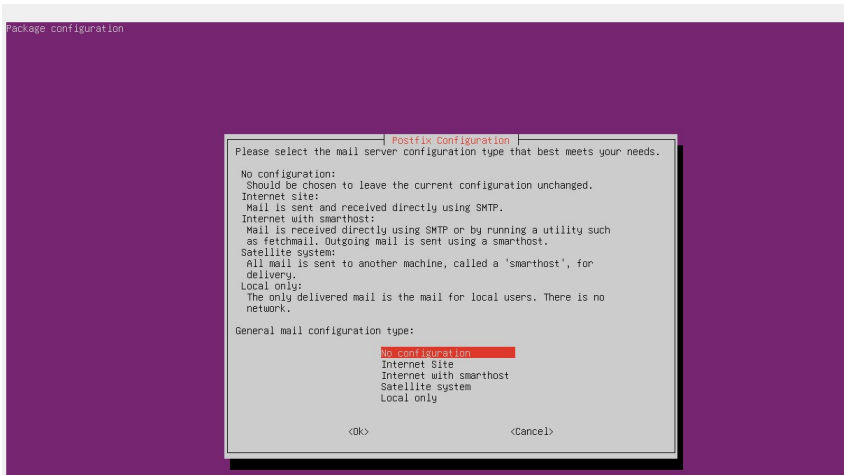 Package configuration
Postfix Configuration
Please select the mail server configuration type that best meets your needs.
No configuration:
Should be chosen to leave the current configuration unchanged.
Internet site:
Mail is sent and received directly using SMTP.
Internet with smarthost:
Mail is received directly using SMTP or by running a utility such
as fetchmail. Outgoing mail is sent using a smarthost.
Satellite system:
All mail is sent to another machine, called a 'smarthost', for
delivery.
Local only:
The only delivered mail is the mail for local users. There is no
network.
General mail configuration type:
No configuration
Internet Site
Internet with smarthost
Satellite system
Local only
<Ok> <Cancel>